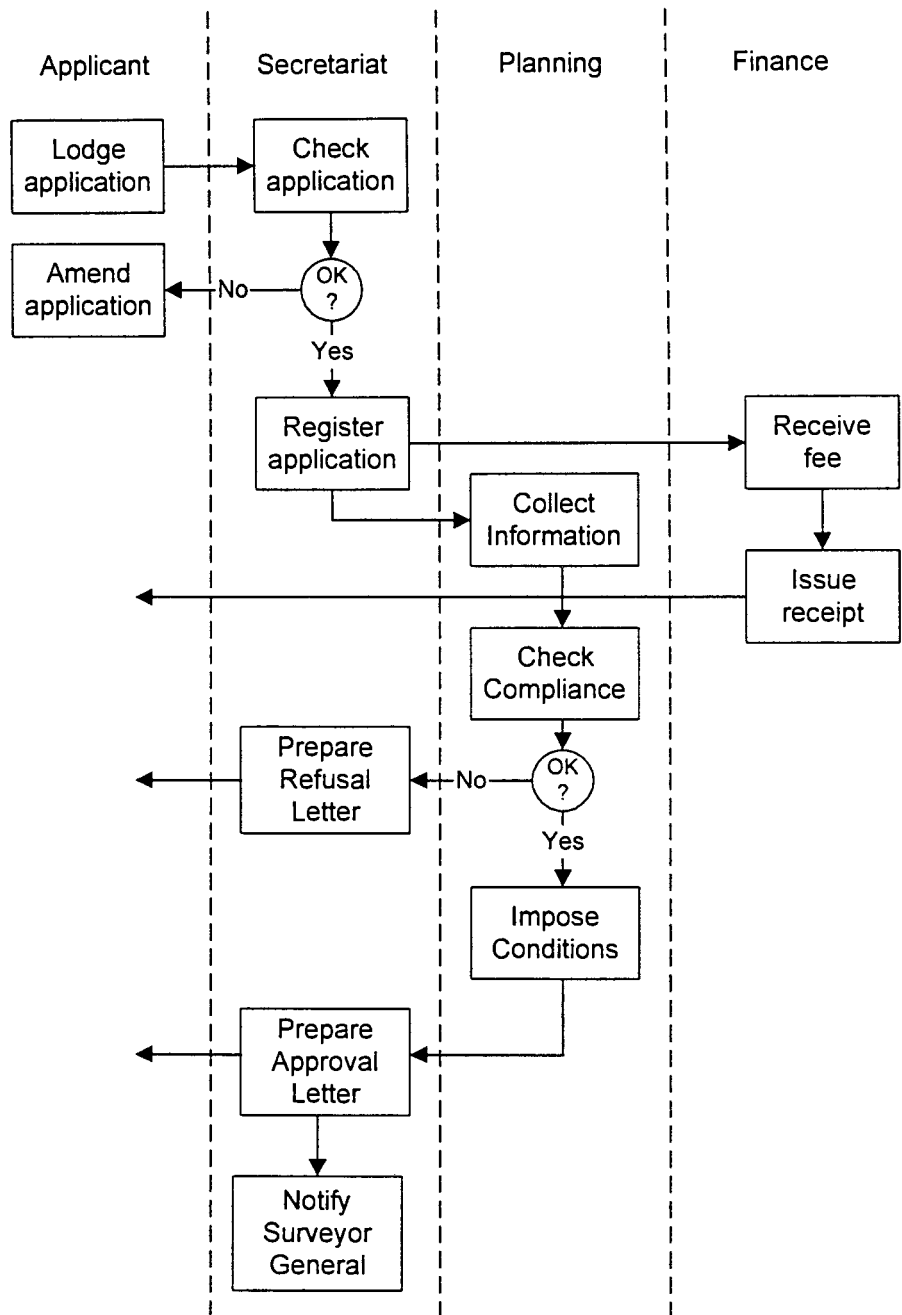 Applicant
Secretariat
Planning
Finance
Lodge
application
Check
application
Amend
application
No
OK
?
Yes
Register
application
Receive
fee
Collect
Information
Issue
receipt
Check
Compliance
Prepare
Refusal
Letter
No
OK
?
Yes
Impose
Conditions
Prepare
Approval
Letter
Notify
Surveyor
General